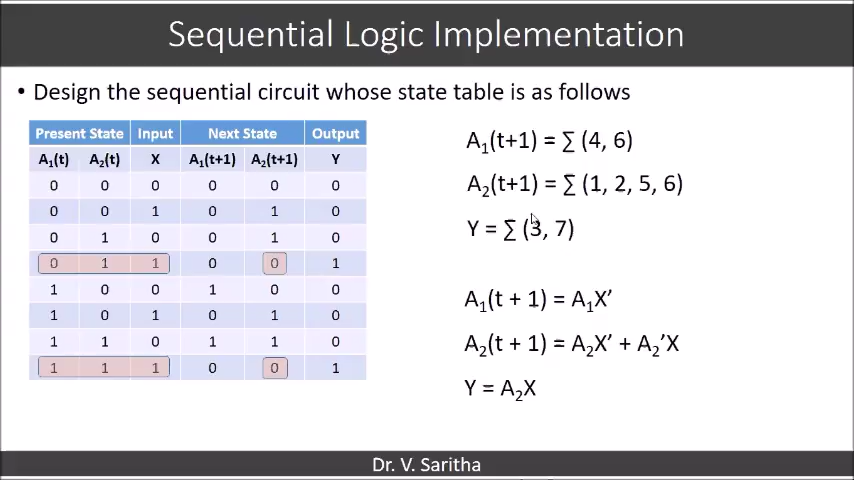 Sequential Logic Implementation
• Design the sequential circuit whose state table is as follows
Present State Input Next State Output
A₁(t) A₂(t) X A₁(t+1) A₂(t+1) Y
0 0 0 0 0 0
0 0 1 0 1 0
0 1 0 0 1 0
0 1 1 0 0 1
1 0 0 1 0 0
1 0 1 0 1 0
1 1 0 1 1 0
1 1 1 0 0 1
A₁(t+1) = ∑ (4, 6)
A₂(t+1) = ∑ (1, 2, 5, 6)
Y = ∑ (3, 7)
A₁(t + 1) = A₁X’
A₂(t + 1) = A₂X’ + A₂’X
Y = A₂X
Dr. V. Saritha